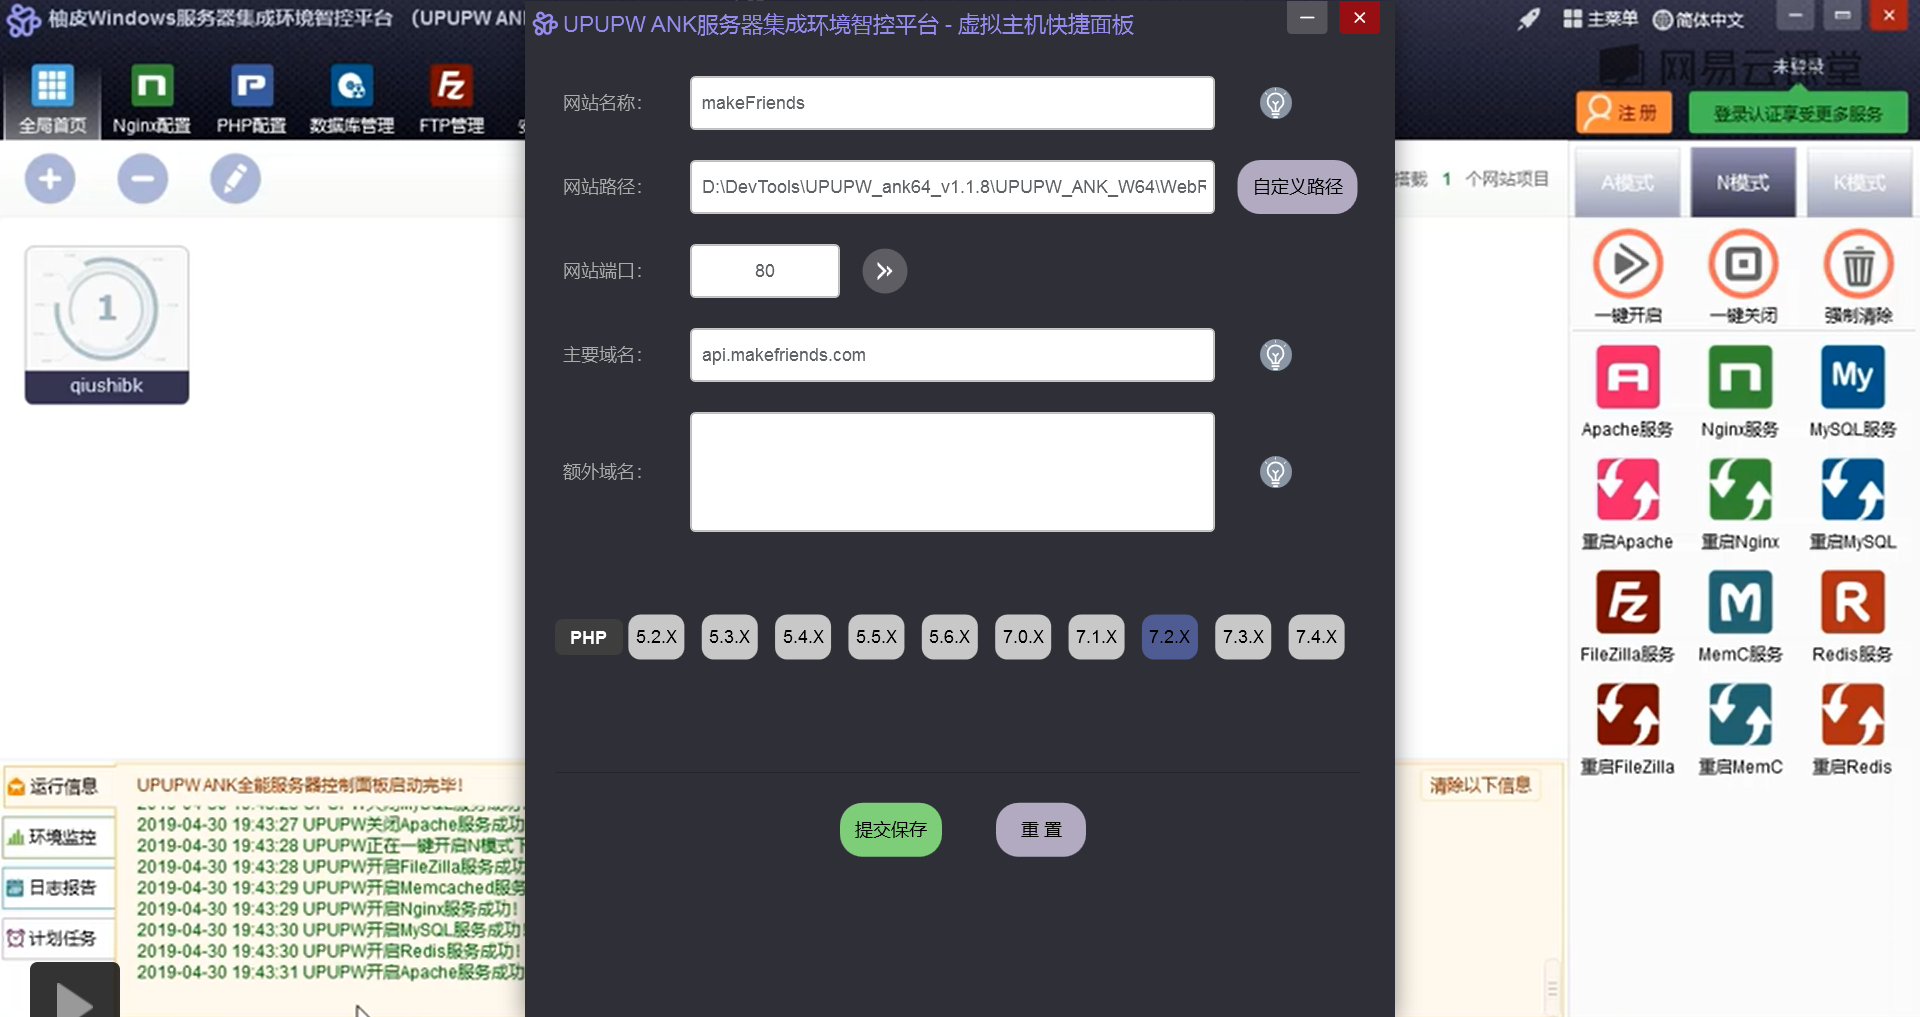 柚皮Windows服务器集成环境智控平台 （UPUPW AN
UPUPW ANK服务器集成环境智控平台 - 虚拟主机快捷面板
主菜单
简体中文
网易云课堂
未登录
全局首页
Nginx配置
PHP配置
数据库管理
FTP管理
注 册
登录认证享受更多服务
网站名称：
makeFriends
搭载 1 个网站项目
A模式
N模式
K模式
网站路径：
D:\DevTools\UPUPW_ank64_v1.1.8\UPUPW_ANK_W64\WebR
自定义路径
网站端口：
80
1
qiushibk
一键开启
一键关闭
强制清除
主要域名：
api.makefriends.com
My
Apache服务
Nginx服务
MySQL服务
额外域名：
重启Apache
重启Nginx
重启MySQL
PHP
5.2.X
5.3.X
5.4.X
5.5.X
5.6.X
7.0.X
7.1.X
7.2.X
7.3.X
7.4.X
FileZilla服务
MemC服务
Redis服务
重启FileZilla
重启MemC
重启Redis
提交保存
重 置
运行信息
环境监控
日志报告
计划任务
UPUPW ANK全能服务器控制面板启动完毕！
清除以下信息
2019-04-30 19:43:27 UPUPW关闭Apache服务成功
2019-04-30 19:43:28 UPUPW正在一键开启N模式下
2019-04-30 19:43:28 UPUPW开启FileZilla服务成功
2019-04-30 19:43:29 UPUPW开启Memcached服务
2019-04-30 19:43:29 UPUPW开启Nginx服务成功！
2019-04-30 19:43:30 UPUPW开启MySQL服务成功！
2019-04-30 19:43:30 UPUPW开启Redis服务成功！
2019-04-30 19:43:31 UPUPW开启Apache服务成功